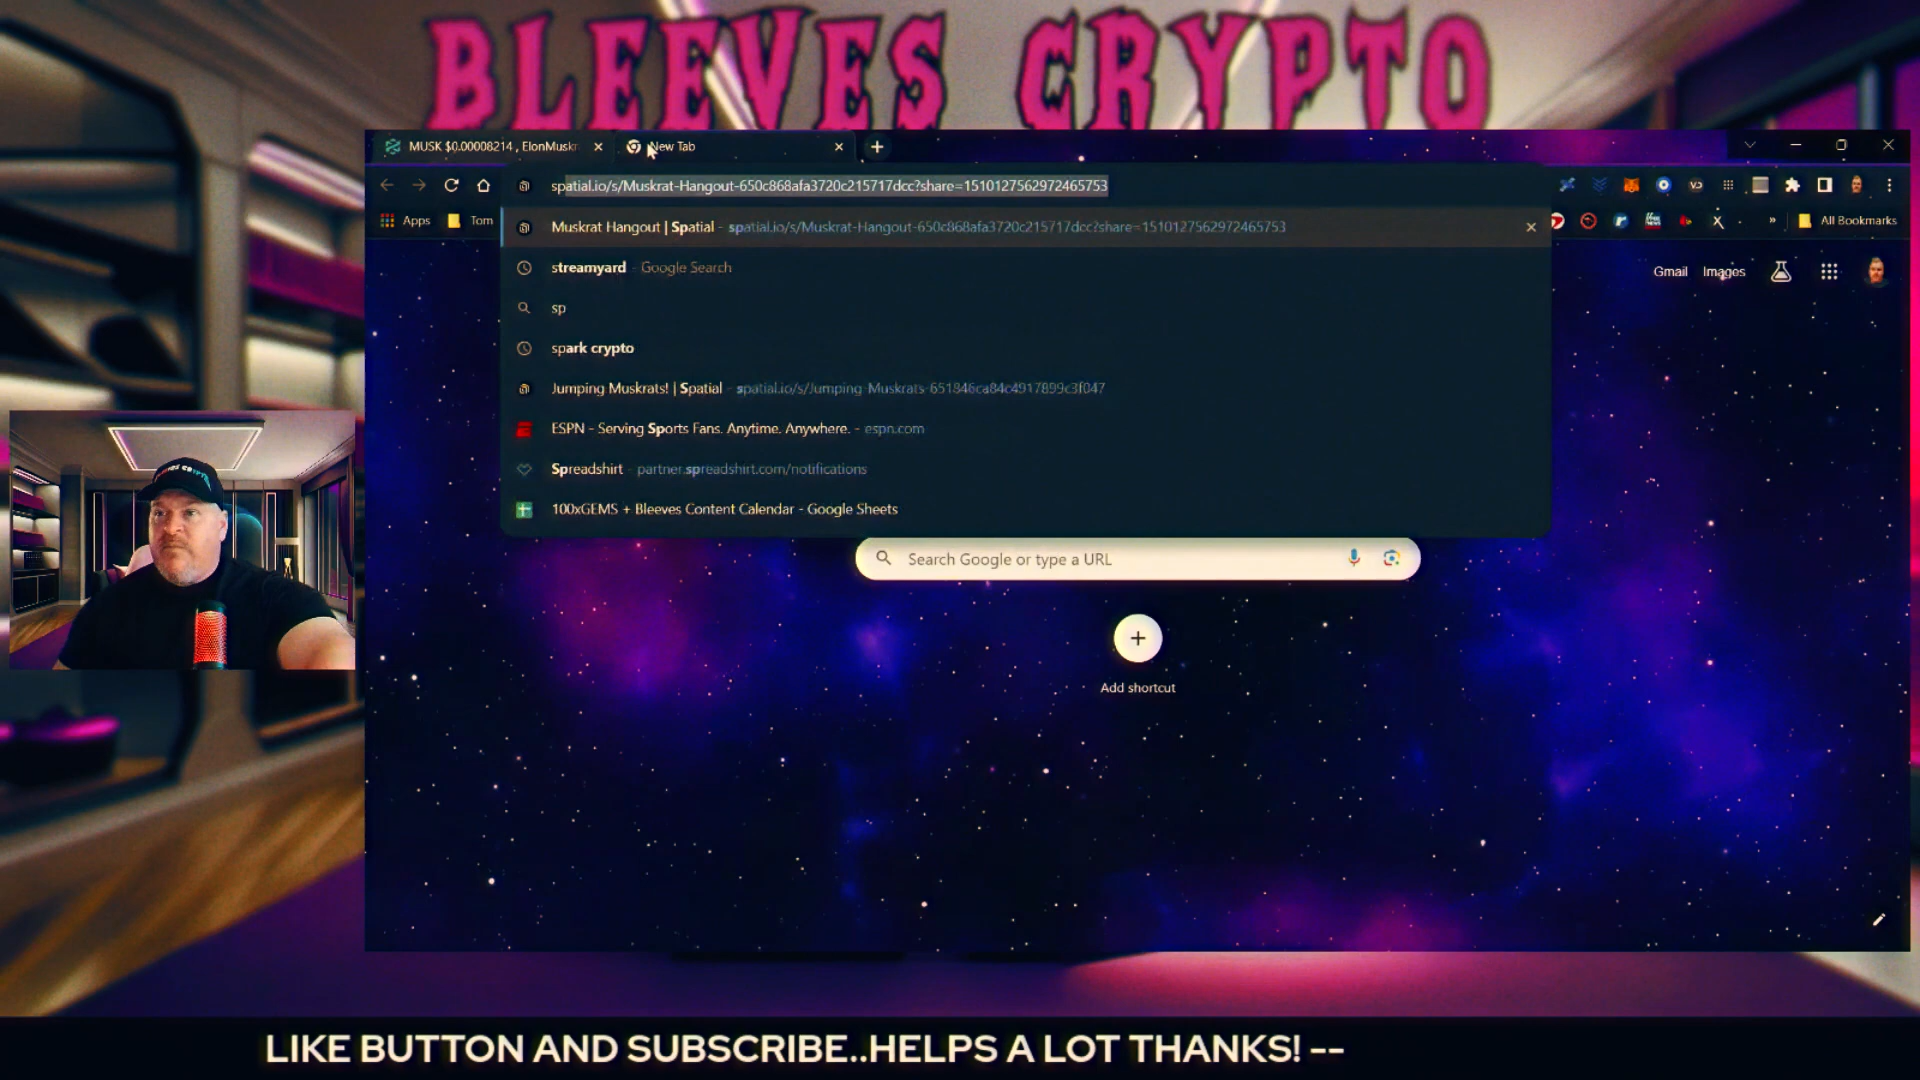 BLEEVES CRYPTO
MUSK $0.00008214 , ElonMuskr
New Tab
spatial.io/s/Muskrat-Hangout-650c868afa3720c215717dcc?share=1510127562972465753
Apps
Tom
All Bookmarks
Muskrat Hangout | Spatial - spatial.io/s/Muskrat-Hangout-650c868afa3720c215717dcc?share=1510127562972465753
streamyard - Google Search
sp
spark crypto
Jumping Muskrats! | Spatial - spatial.io/s/Jumping-Muskrats-651846ca84c4917899c3f047
ESPN - Serving Sports Fans. Anytime. Anywhere. - espn.com
Spreadshirt - partner.spreadshirt.com/notifications
100xGEMS + Bleeves Content Calendar - Google Sheets
Gmail
Images
Search Google or type a URL
Add shortcut
LIKE BUTTON AND SUBSCRIBE..HELPS A LOT THANKS! --